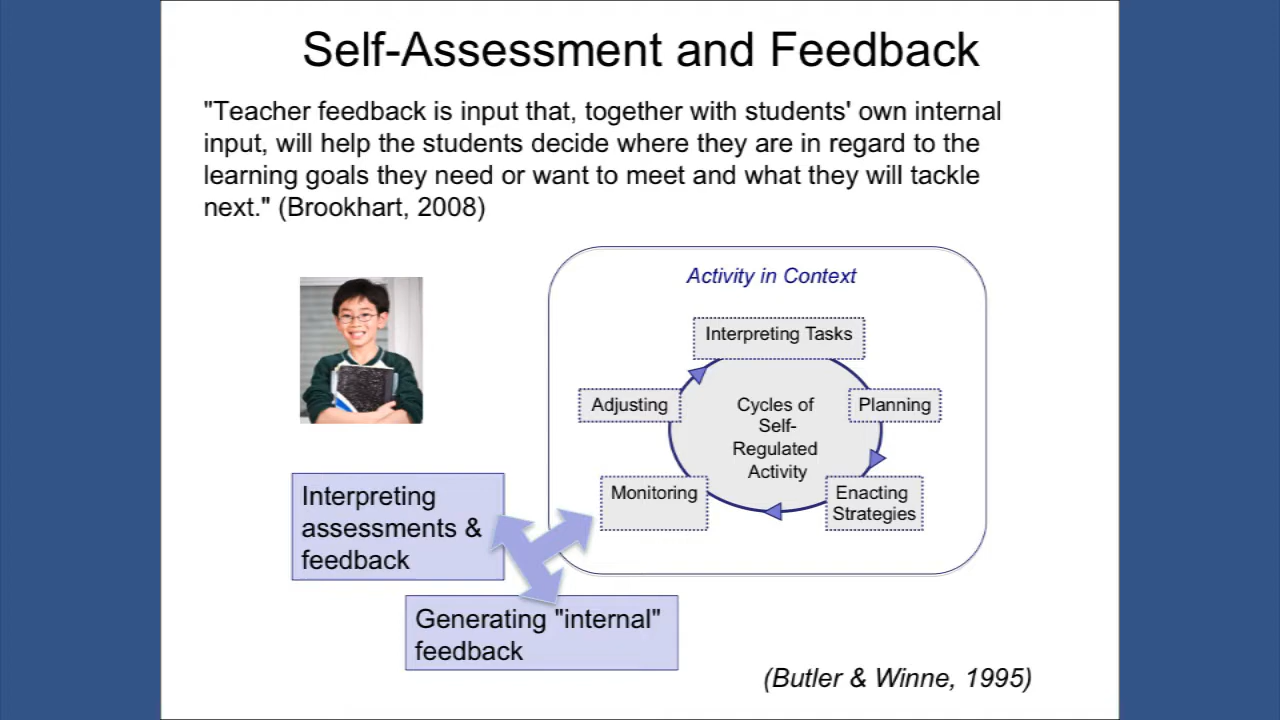 Self-Assessment and Feedback
"Teacher feedback is input that, together with students' own internal
input, will help the students decide where they are in regard to the
learning goals they need or want to meet and what they will tackle
next." (Brookhart, 2008)
Activity in Context
Interpreting Tasks
Adjusting
Cycles of
Self-
Regulated
Activity
Planning
Monitoring
Enacting
Strategies
Interpreting
assessments &
feedback
Generating "internal"
feedback
(Butler & Winne, 1995)